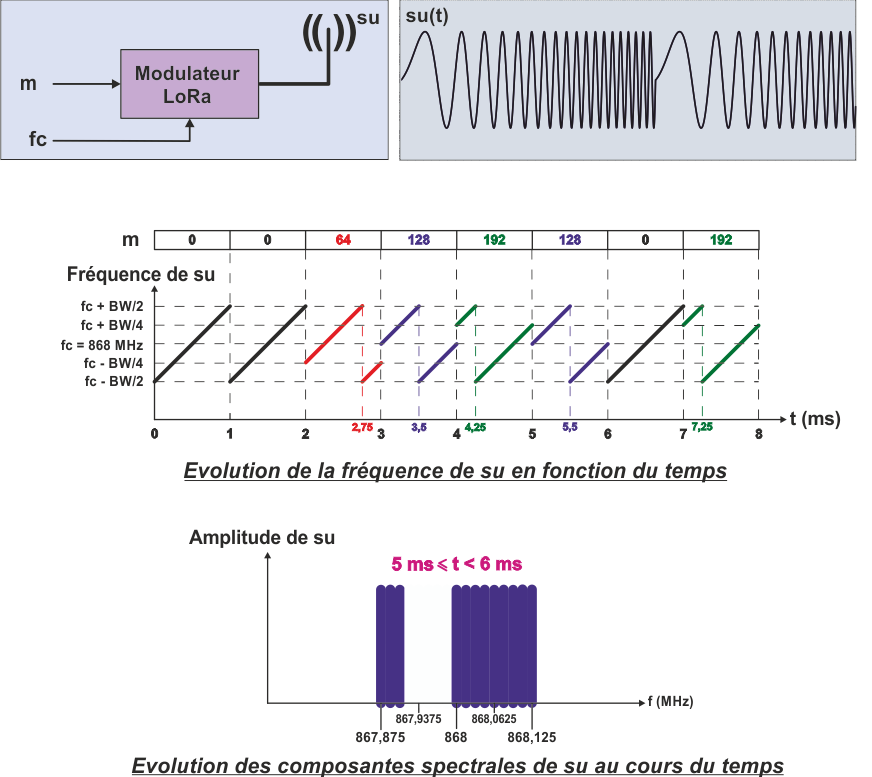 su
su(t)
m
Modulateur
LoRa
fc
m 0 0 64 128 192 128 0 192
Fréquence de su
fc + BW/2
fc + BW/4
fc = 868 MHz
fc - BW/4
fc - BW/2
t (ms)
0 1 2 2,75 3 3,5 4 4,25 5 5,5 6 7 7,25 8
Evolution de la fréquence de su en fonction du temps
Amplitude de su
5 ms ⩽ t < 6 ms
f (MHz)
867,9375 868,0625
867,875 868 868,125
Evolution des composantes spectrales de su au cours du temps